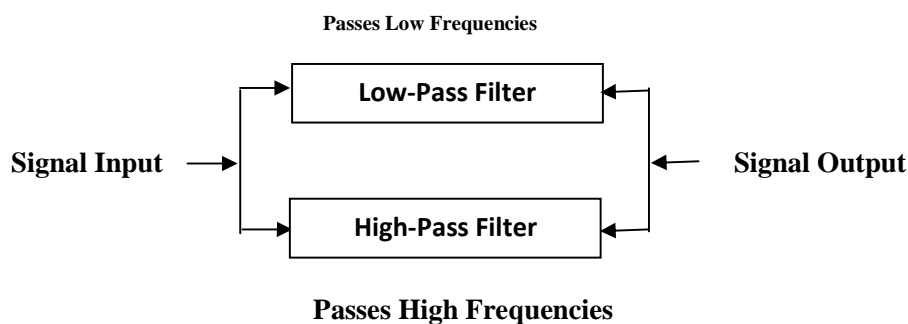 Passes Low Frequencies
Low-Pass Filter
Signal Input
Signal Output
High-Pass Filter
Passes High Frequencies